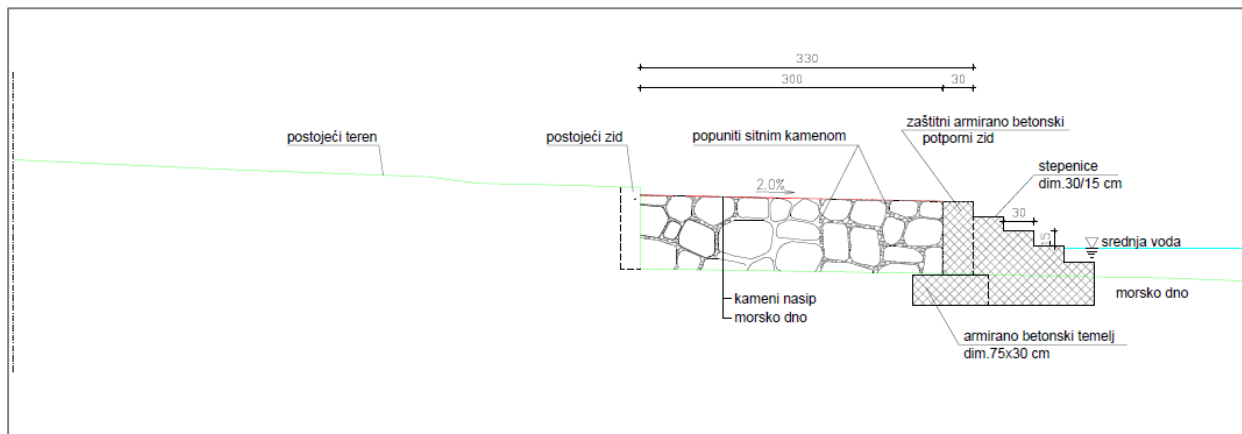 330
300
30
zaštitni armirano betonski
potporni zid
postojeći teren
postojeći zid
popuniti sitnim kamenom
stepenice
dim.30/15 cm
2.0%
30
15
srednja voda
kameni nasip
morsko dno
morsko dno
armirano betonski temelj
dim.75x30 cm